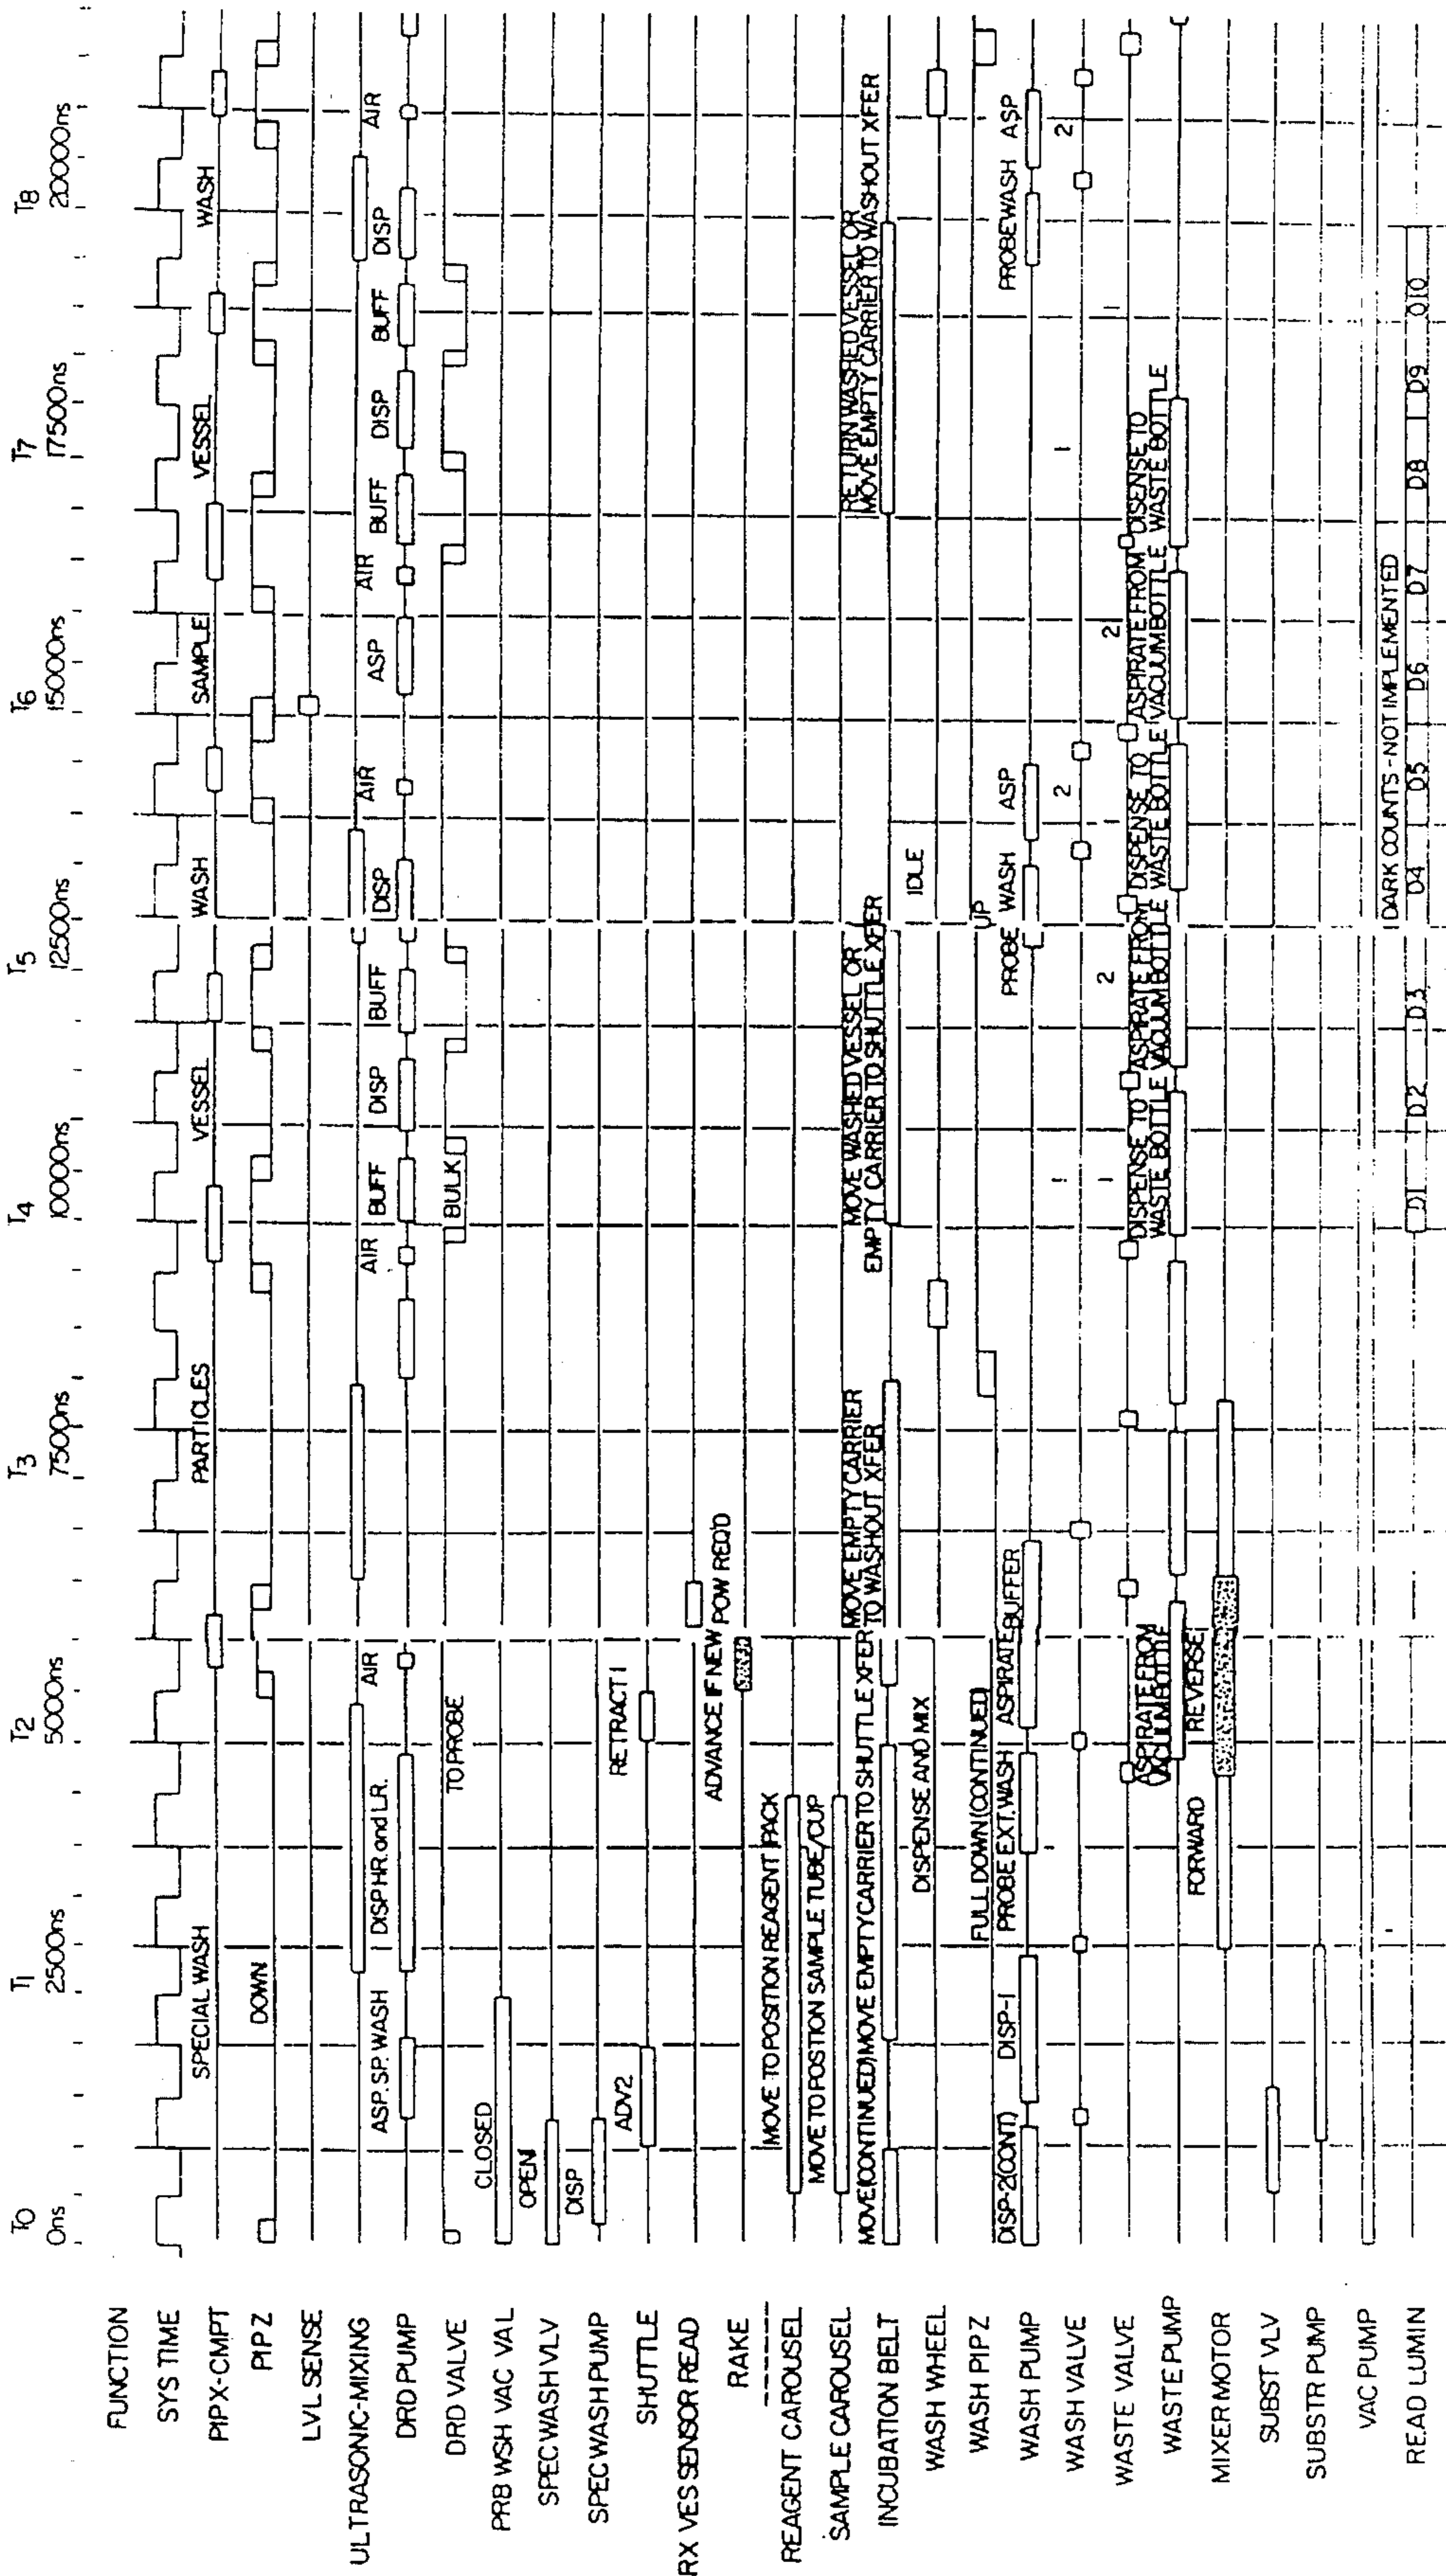 FUNCTION
T0 T1 T2 T3 T4 T5 T6 T7 T8
0ns 2500ns 5000ns 7500ns 10000ns 12500ns 15000ns 17500ns 20000ns
SYS TIME
PIPX-CMPT SPECIAL WASH PARTICLES VESSEL WASH SAMPLE VESSEL WASH
PIP Z DOWN
LVL SENSE
ULTRASONIC-MIXING
ASP. SP. WASH DISP HR. and LR. AIR AIR BUFF DISP BUFF DISP AIR ASP AIR BUFF DISP BUFF DISP AIR
DRD PUMP
DRD VALVE TO PROBE BULK
PRB WSH VAC VAL CLOSED
SPEC WASH VLV OPEN
SPEC WASH PUMP DISP
SHUTTLE ADV2 RETRACT 1
RX VES SENSOR READ
RAKE ADVANCE IF NEW POW REQ'D
REAGENT CAROUSEL MOVE TO POSITION REAGENT PACK
SAMPLE CAROUSEL MOVE TO POSTION SAMPLE TUBE/CUP
MOVE EMPTY CARRIER TO WASHOUT XFER
MOVE WASHED VESSEL OR EMPTY CARRIER TO SHUTTLE XFER
RETURN WASHED VESSEL OR MOVE EMPTY CARRIER TO WASHOUT XFER
INCUBATION BELT MOVE (CONTINUED) MOVE EMPTY CARRIER TO SHUTTLE XFER
WASH WHEEL DISPENSE AND MIX IDLE
WASH PIP Z FULL DOWN (CONTINUED) UP
WASH PUMP DISP-2 (CONT) DISP-1 PROBE EXT. WASH ASPIRATE BUFFER PROBE WASH ASP PROBEWASH ASP
WASH VALVE 1 2 1 2
WASTE VALVE 1 2 1 2 1
WASTE PUMP ASPIRATE FROM VACUUM BOTTLE DISPENSE TO WASTE BOTTLE ASPIRATE FROM VACUUM BOTTLE DISPENSE TO WASTE BOTTLE ASPIRATE FROM VACUUM BOTTLE DISENSE TO WASTE BOTTLE
MIXER MOTOR FORWARD REVERSE
SUBST VLV
SUBSTR PUMP
VAC PUMP
DARK COUNTS - NOT IMPLEMENTED
READ LUMIN D1 D2 D3 D4 D5 D6 D7 D8 D9 D10